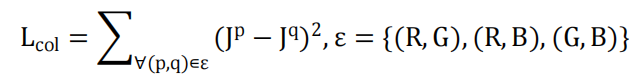 L_col = ∑_∀(p,q)∈ε (J^p − J^q)^2, ε = {(R, G), (R, B), (G, B)}